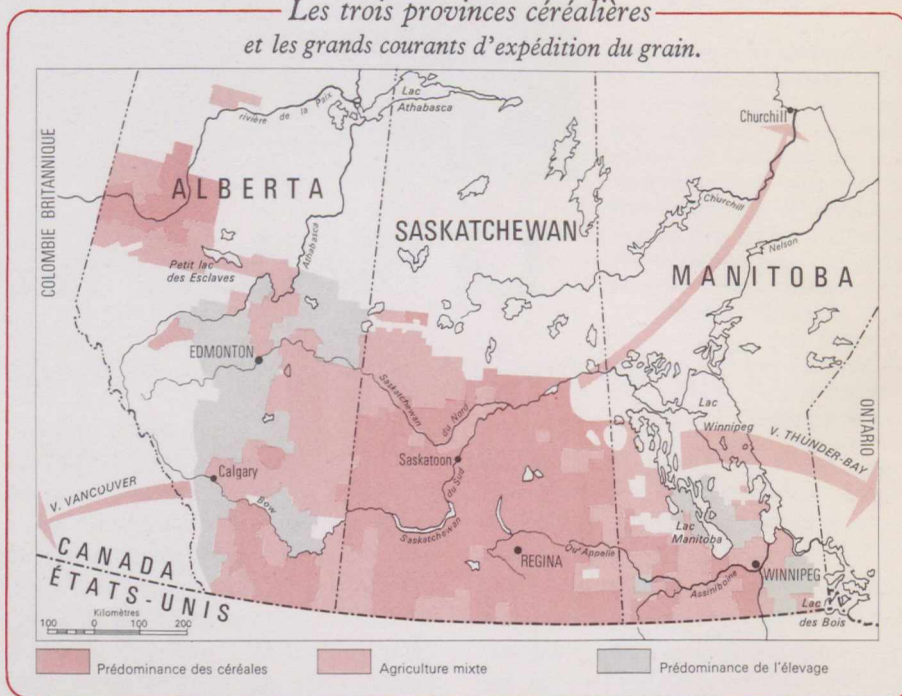 Les trois provinces céréalières
et les grands courants d'expédition du grain.
COLOMBIE BRITANNIQUE
rivière de la Paix
Lac
Athabasca
Churchill
ALBERTA
Athabasca
SASKATCHEWAN
Churchill
Nelson
MANITOBA
Petit lac
des Esclaves
EDMONTON
Saskatchewan
du Nord
Lac
Winnipeg
V. THUNDER-BAY
ONTARIO
Calgary
Saskatoon
du Sud
V. VANCOUVER
Bow
Saskatchewan
Lac
Manitoba
REGINA
Qu'Appelle
Assiniboine
WINNIPEG
CANADA
ÉTATS-UNIS
Lac
des Bois
Kilomètres
100 0 100 200
Prédominance des céréales
Agriculture mixte
Prédominance de l'élevage